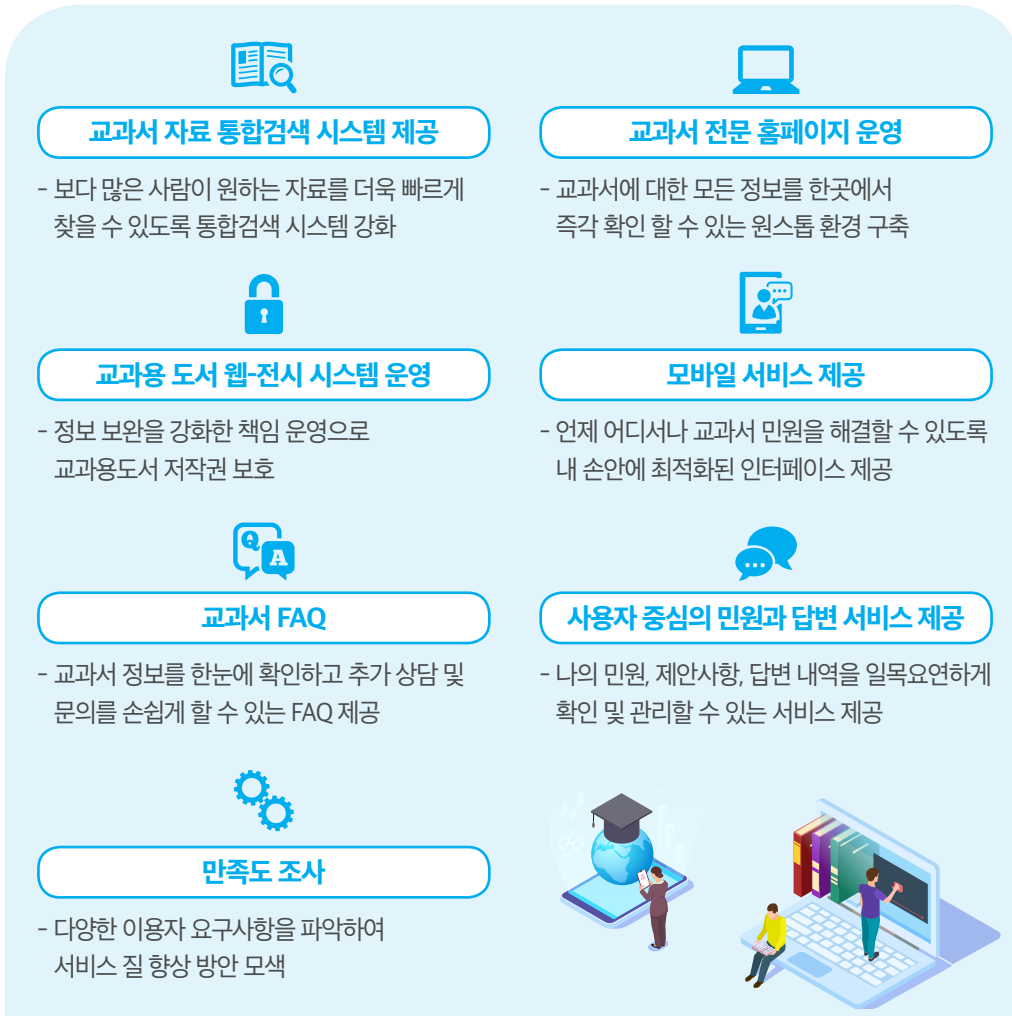 교과서 자료 통합검색 시스템 제공
- 보다 많은 사람이 원하는 자료를 더욱 빠르게
찾을 수 있도록 통합검색 시스템 강화
교과서 전문 홈페이지 운영
- 교과서에 대한 모든 정보를 한곳에서
즉각 확인 할 수 있는 원스톱 환경 구축
교과용 도서 웹-전시 시스템 운영
- 정보 보완을 강화한 책임 운영으로
교과용도서 저작권 보호
모바일 서비스 제공
- 언제 어디서나 교과서 민원을 해결할 수 있도록
내 손안에 최적화된 인터페이스 제공
Q A
교과서 FAQ
- 교과서 정보를 한눈에 확인하고 추가 상담 및
문의를 손쉽게 할 수 있는 FAQ 제공
사용자 중심의 민원과 답변 서비스 제공
- 나의 민원, 제안사항, 답변 내역을 일목요연하게
확인 및 관리할 수 있는 서비스 제공
만족도 조사
- 다양한 이용자 요구사항을 파악하여
서비스 질 향상 방안 모색